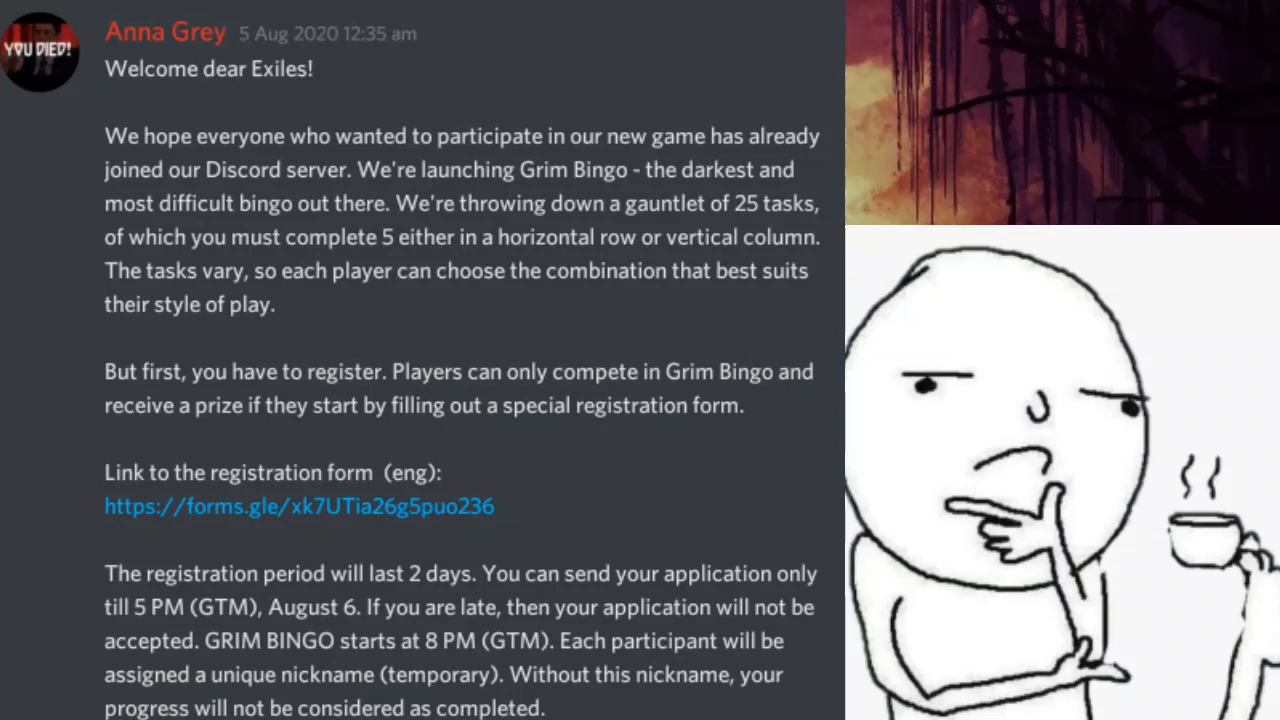 YOU DIED!
Anna Grey 5 Aug 2020 12:35 am
Welcome dear Exiles!
We hope everyone who wanted to participate in our new game has already
joined our Discord server. We're launching Grim Bingo - the darkest and
most difficult bingo out there. We're throwing down a gauntlet of 25 tasks,
of which you must complete 5 either in a horizontal row or vertical column.
The tasks vary, so each player can choose the combination that best suits
their style of play.
But first, you have to register. Players can only compete in Grim Bingo and
receive a prize if they start by filling out a special registration form.
Link to the registration form (eng):
https://forms.gle/xk7UTia26g5puo236
The registration period will last 2 days. You can send your application only
till 5 PM (GTM), August 6. If you are late, then your application will not be
accepted. GRIM BINGO starts at 8 PM (GTM). Each participant will be
assigned a unique nickname (temporary). Without this nickname, your
progress will not be considered as completed.